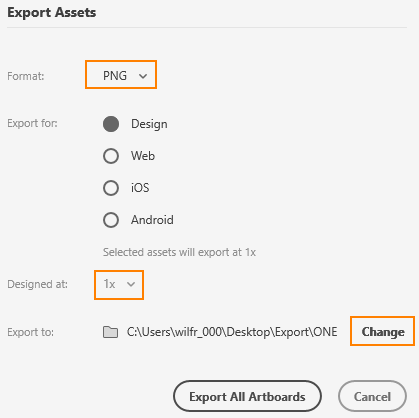 Export Assets
Format: PNG
Export for: Design
Web
iOS
Android
Selected assets will export at 1x
Designed at: 1x
Export to: C:\Users\wilfr_000\Desktop\Export\ONE Change
Export All Artboards Cancel